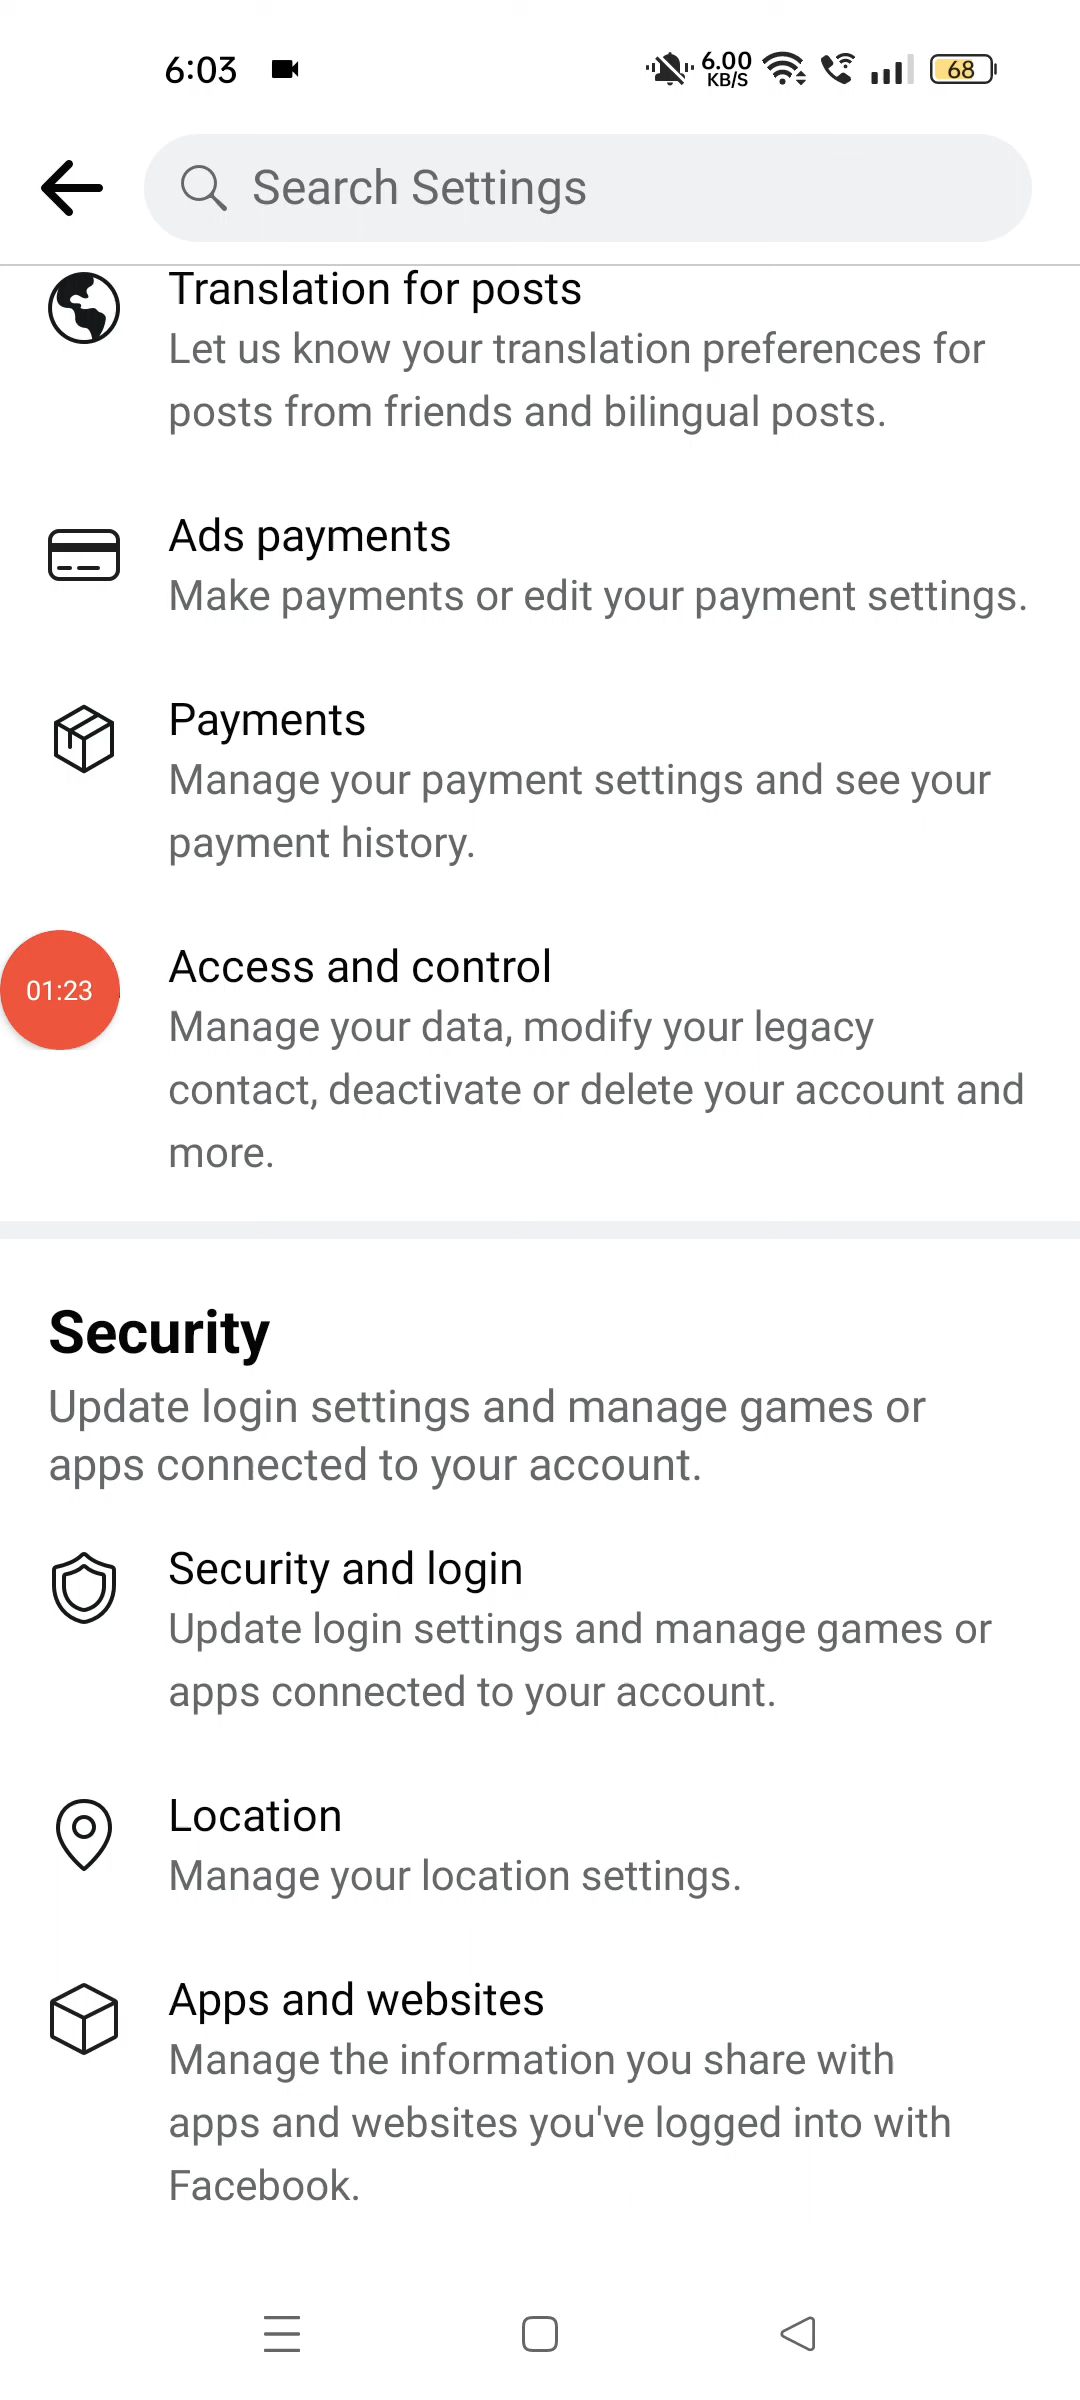 6:03
6.00
KB/S
68
Search Settings
Translation for posts
Let us know your translation preferences for
posts from friends and bilingual posts.
Ads payments
Make payments or edit your payment settings.
Payments
Manage your payment settings and see your
payment history.
01:23
Access and control
Manage your data, modify your legacy
contact, deactivate or delete your account and
more.
Security
Update login settings and manage games or
apps connected to your account.
Security and login
Update login settings and manage games or
apps connected to your account.
Location
Manage your location settings.
Apps and websites
Manage the information you share with
apps and websites you've logged into with
Facebook.